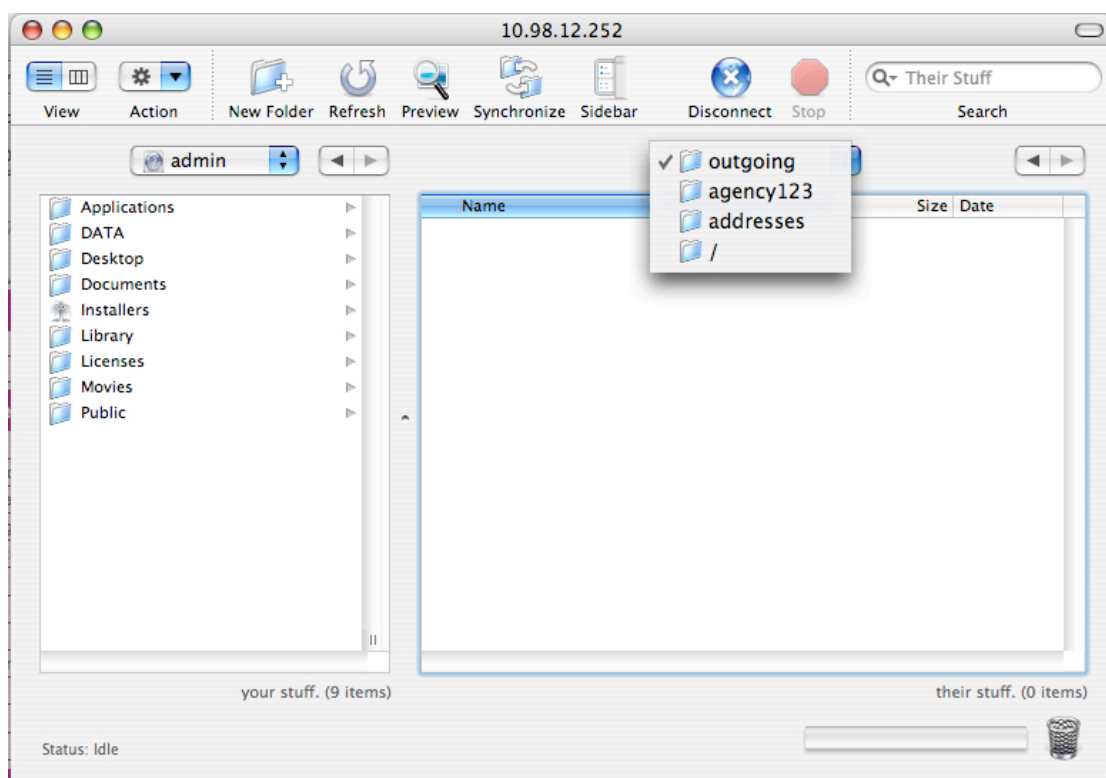 10.98.12.252
Their Stuff
View Action New Folder Refresh Preview Synchronize Sidebar Disconnect Stop Search
admin
outgoing
agency123
addresses
/
Applications
DATA
Desktop
Documents
Installers
Library
Licenses
Movies
Public
Name Size Date
your stuff. (9 items)
their stuff. (0 items)
Status: Idle